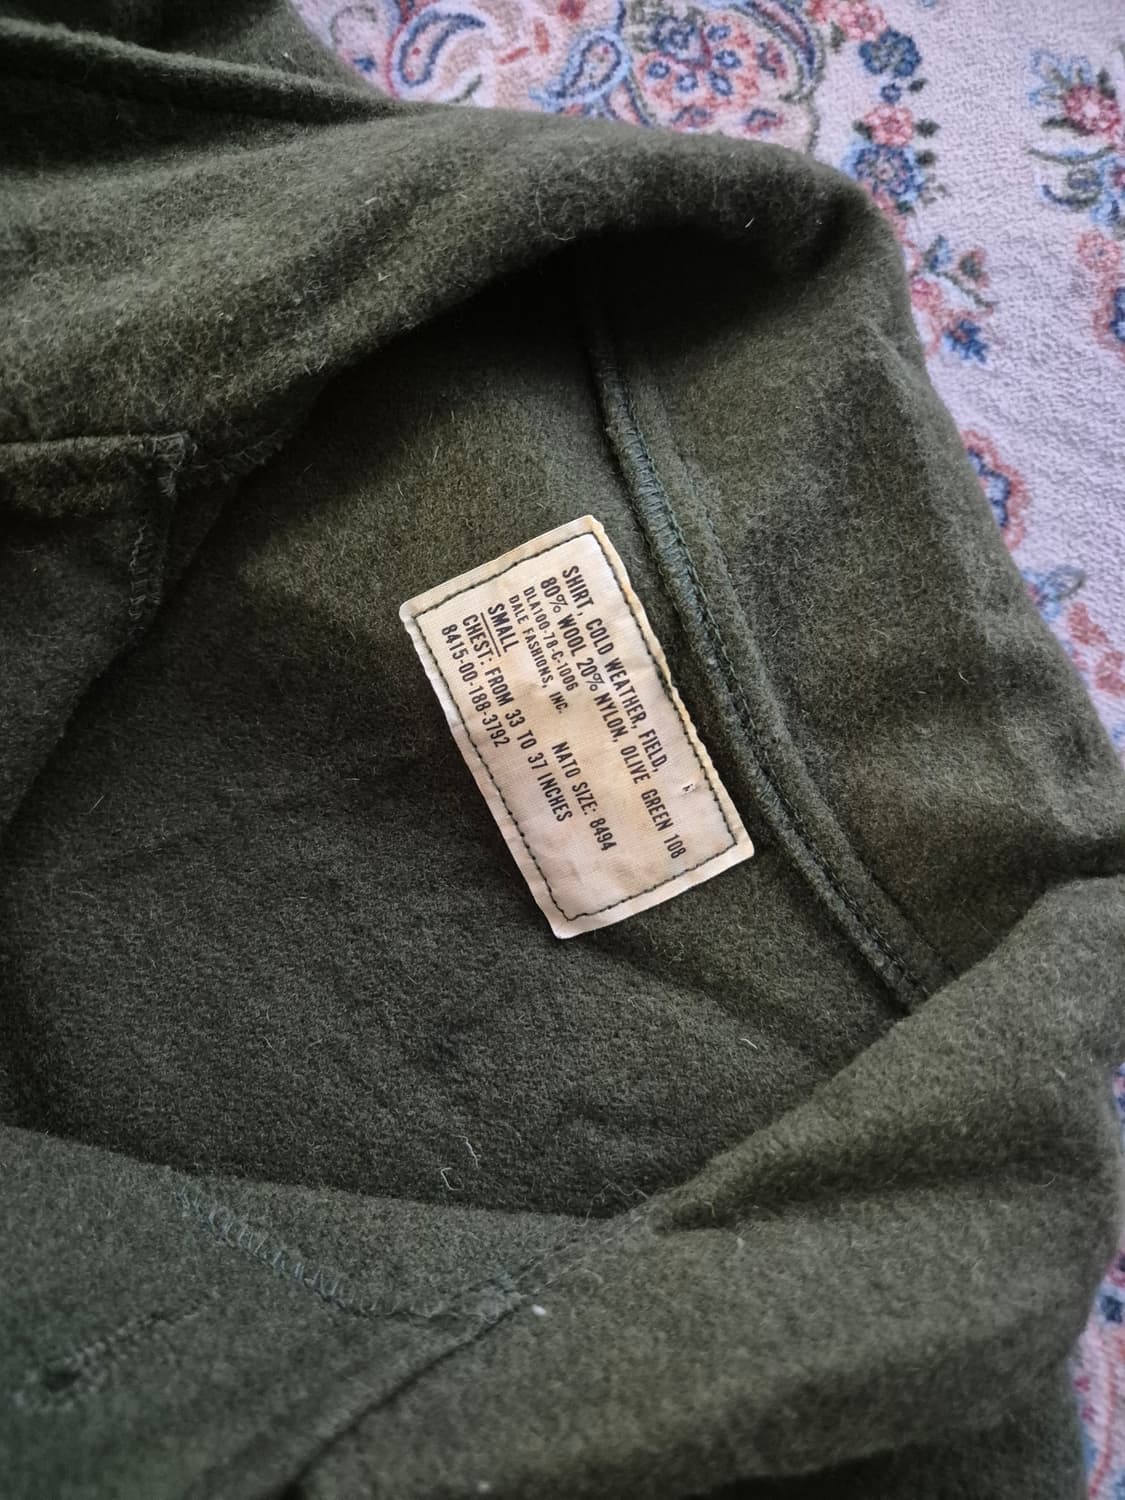 SHIRT, COLD WEATHER, FIELD,
80% WOOL 20% NYLON, OLIVE GREEN 108
DLA100-78-C-1006
DALE FASHIONS, INC.
SMALL NATO SIZE: 8494
CHEST: FROM 33 TO 37 INCHES
8415-00-188-3792